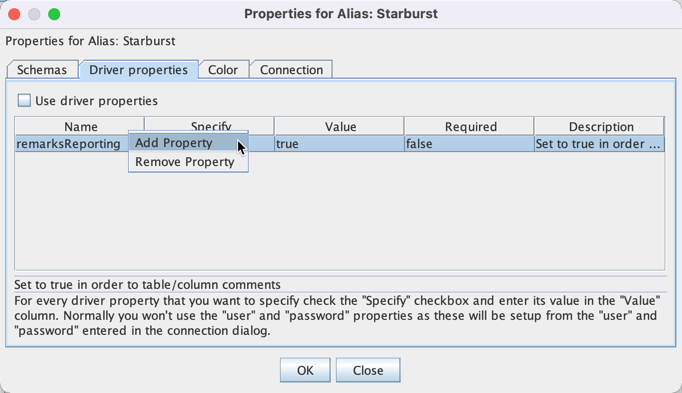 Properties for Alias: Starburst
Properties for Alias: Starburst
Schemas Driver properties Color Connection
Use driver properties
Name Specify Value Required Description
remarksReporting true false Set to true in order ...
Add Property
Remove Property
Set to true in order to table/column comments
For every driver property that you want to specify check the "Specify" checkbox and enter its value in the "Value"
column. Normally you won't use the "user" and "password" properties as these will be setup from the "user" and
"password" entered in the connection dialog.
OK Close